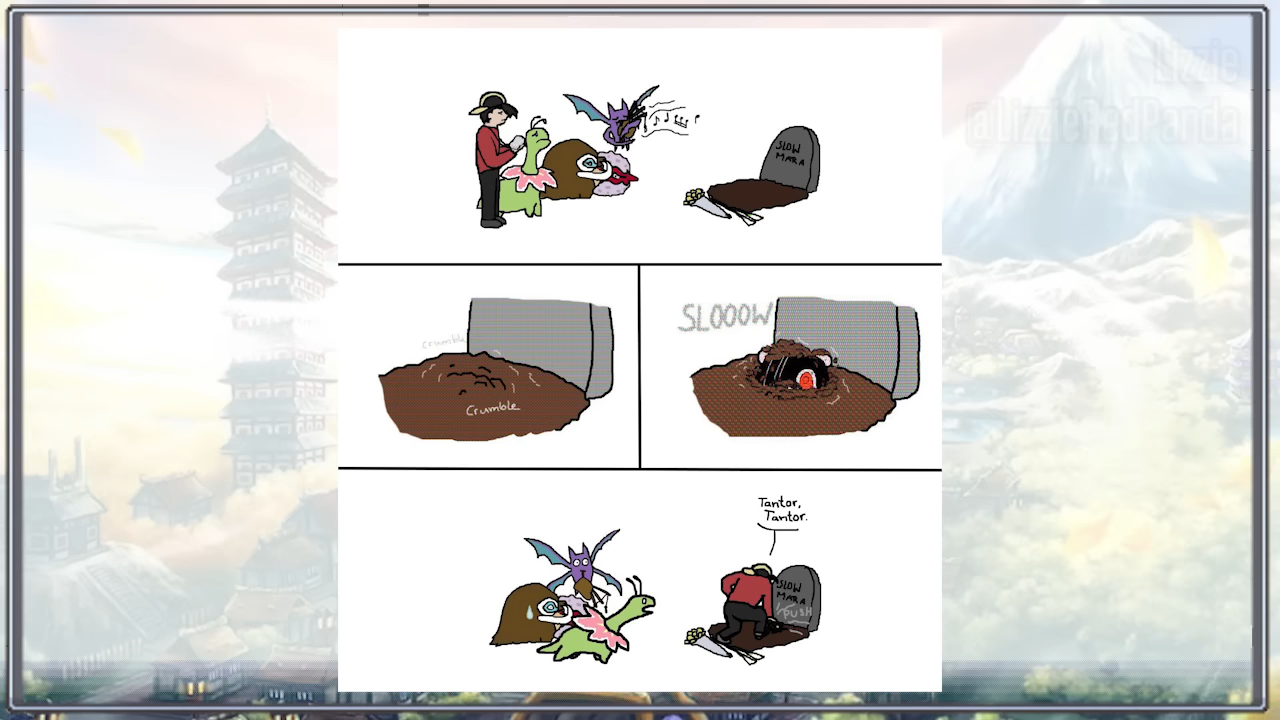 Lizzie
@LizzieRedPanda
SLOW
MARA
Crumble
Crumble
SLOOOW
Tantor,
Tantor.
SLOW
MARA
PUSH